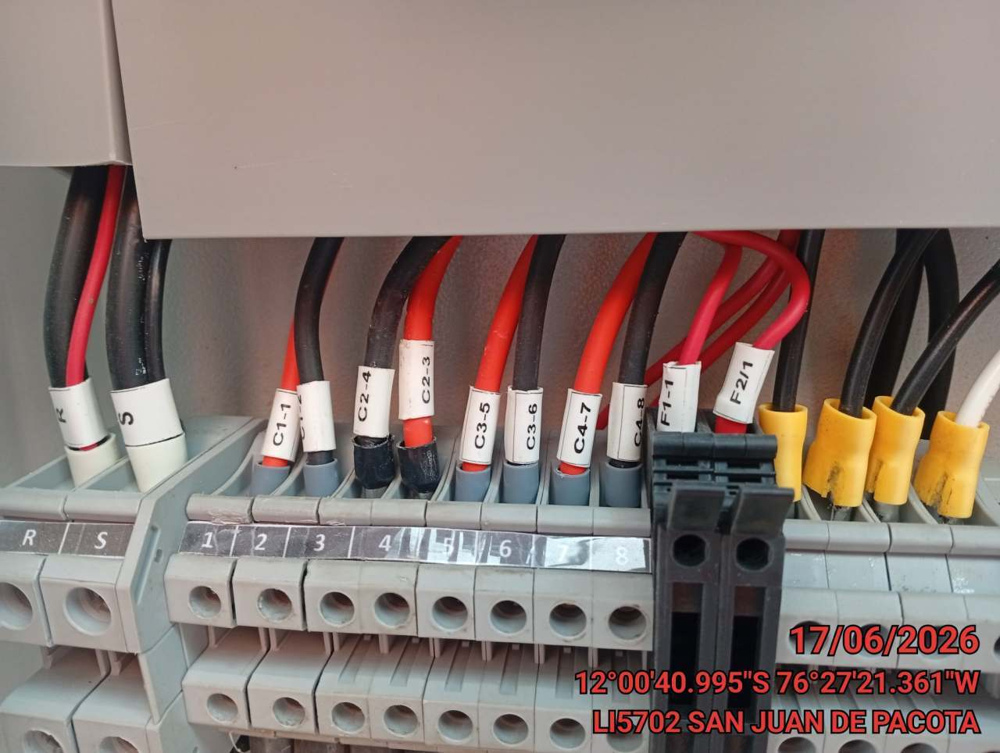 R
S
C1-1
C2-4
C2-3
C3-5
C3-6
C4-7
C4-8
F1-1
F2/1
R S
1 2 3 4 5 6 7 8
17/06/2026
12°00'40.995"S 76°27'21.361"W
LI5702 SAN JUAN DE PACOTA